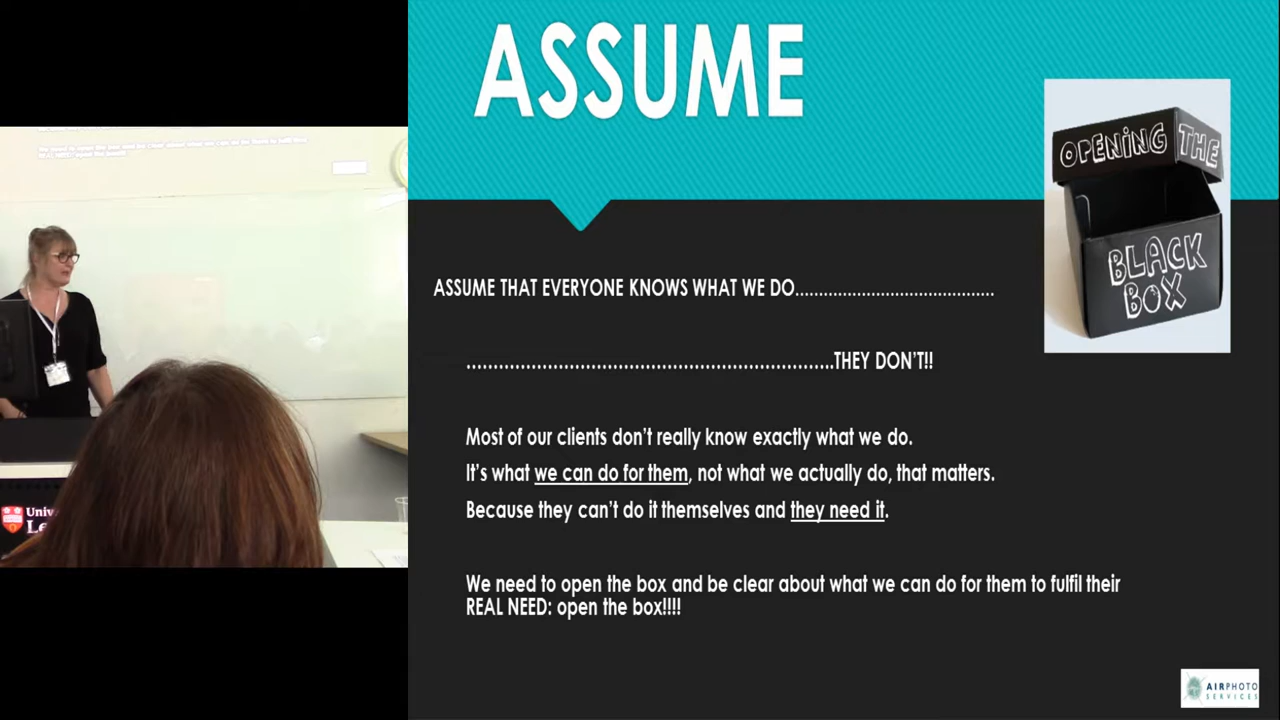 ASSUME
OPENING THE
BLACK
BOX
ASSUME THAT EVERYONE KNOWS WHAT WE DO..........................................
.....................................................................THEY DON'T!!
Most of our clients don't really know exactly what we do.
It's what we can do for them, not what we actually do, that matters.
Because they can't do it themselves and they need it.
We need to open the box and be clear about what we can do for them to fulfil their
REAL NEED: open the box!!!!
AIRPHOTO
SERVICES